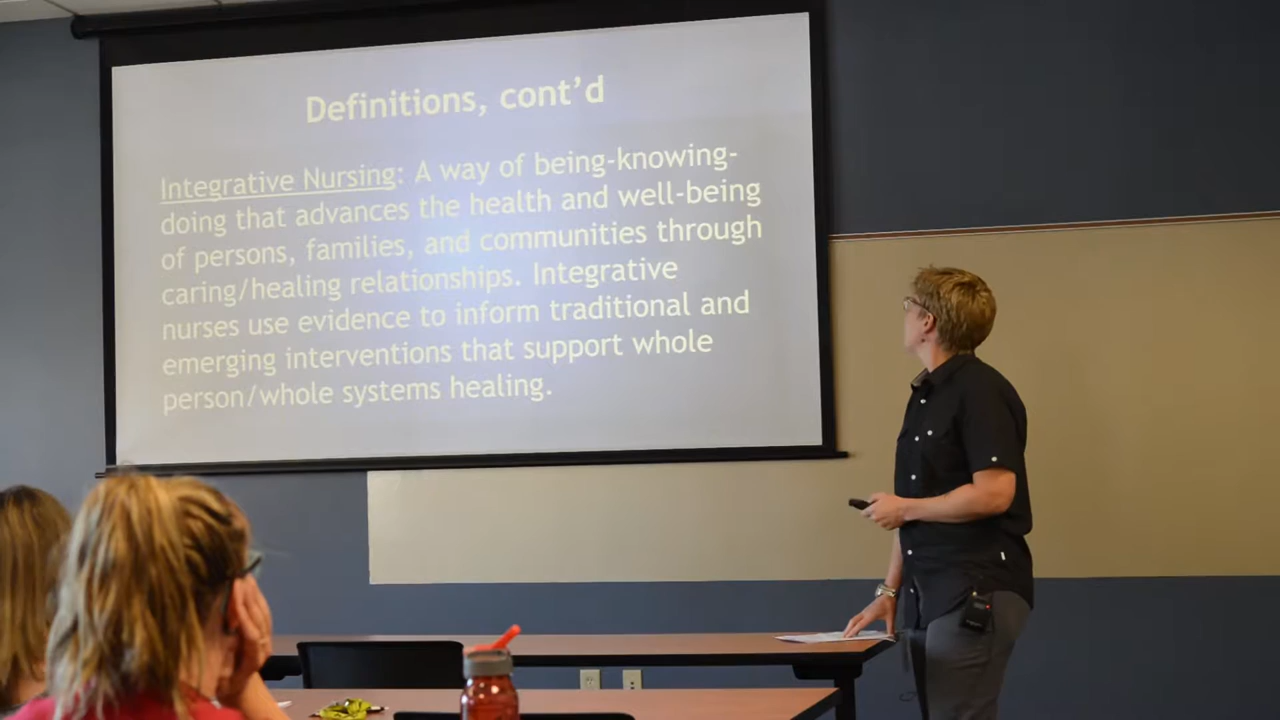 Definitions, cont’d
Integrative Nursing: A way of being-knowing-
doing that advances the health and well-being
of persons, families, and communities through
caring/healing relationships. Integrative
nurses use evidence to inform traditional and
emerging interventions that support whole
person/whole systems healing.